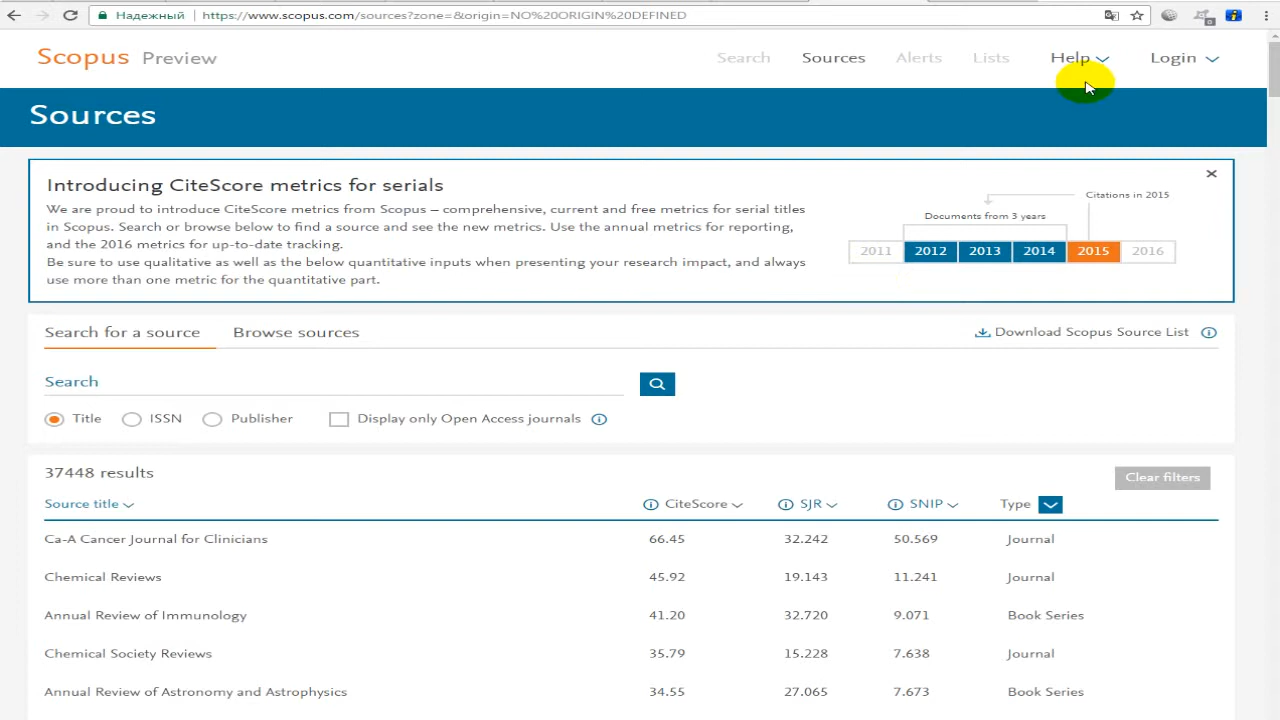 Надежный https://www.scopus.com/sources?zone=&origin=NO%20ORIGIN%20DEFINED
Scopus Preview Search Sources Alerts Lists Help Login
Sources
Introducing CiteScore metrics for serials
We are proud to introduce CiteScore metrics from Scopus – comprehensive, current and free metrics for serial titles
in Scopus. Search or browse below to find a source and see the new metrics. Use the annual metrics for reporting,
and the 2016 metrics for up-to-date tracking.
Be sure to use qulitative as well as the below quantitative inputs when presenting your research impact, and always
use more than one metric for the quantitative part.
Citations in 2015
Documents from 3 years
2011 2012 2013 2014 2015 2016
Search for a source Browse sources Download Scopus Source List
Search
Title ISSN Publisher Display only Open Access journals
37448 results
Clear filters
Source title CiteScore SJR SNIP Type
Ca-A Cancer Journal for Clinicians 66.45 32.242 50.569 Journal
Chemical Reviews 45.92 19.143 11.241 Journal
Annual Review of Immunology 41.20 32.720 9.071 Book Series
Chemical Society Reviews 35.79 15.228 7.638 Journal
Annual Review of Astronomy and Astrophysics 34.55 27.065 7.673 Book Series